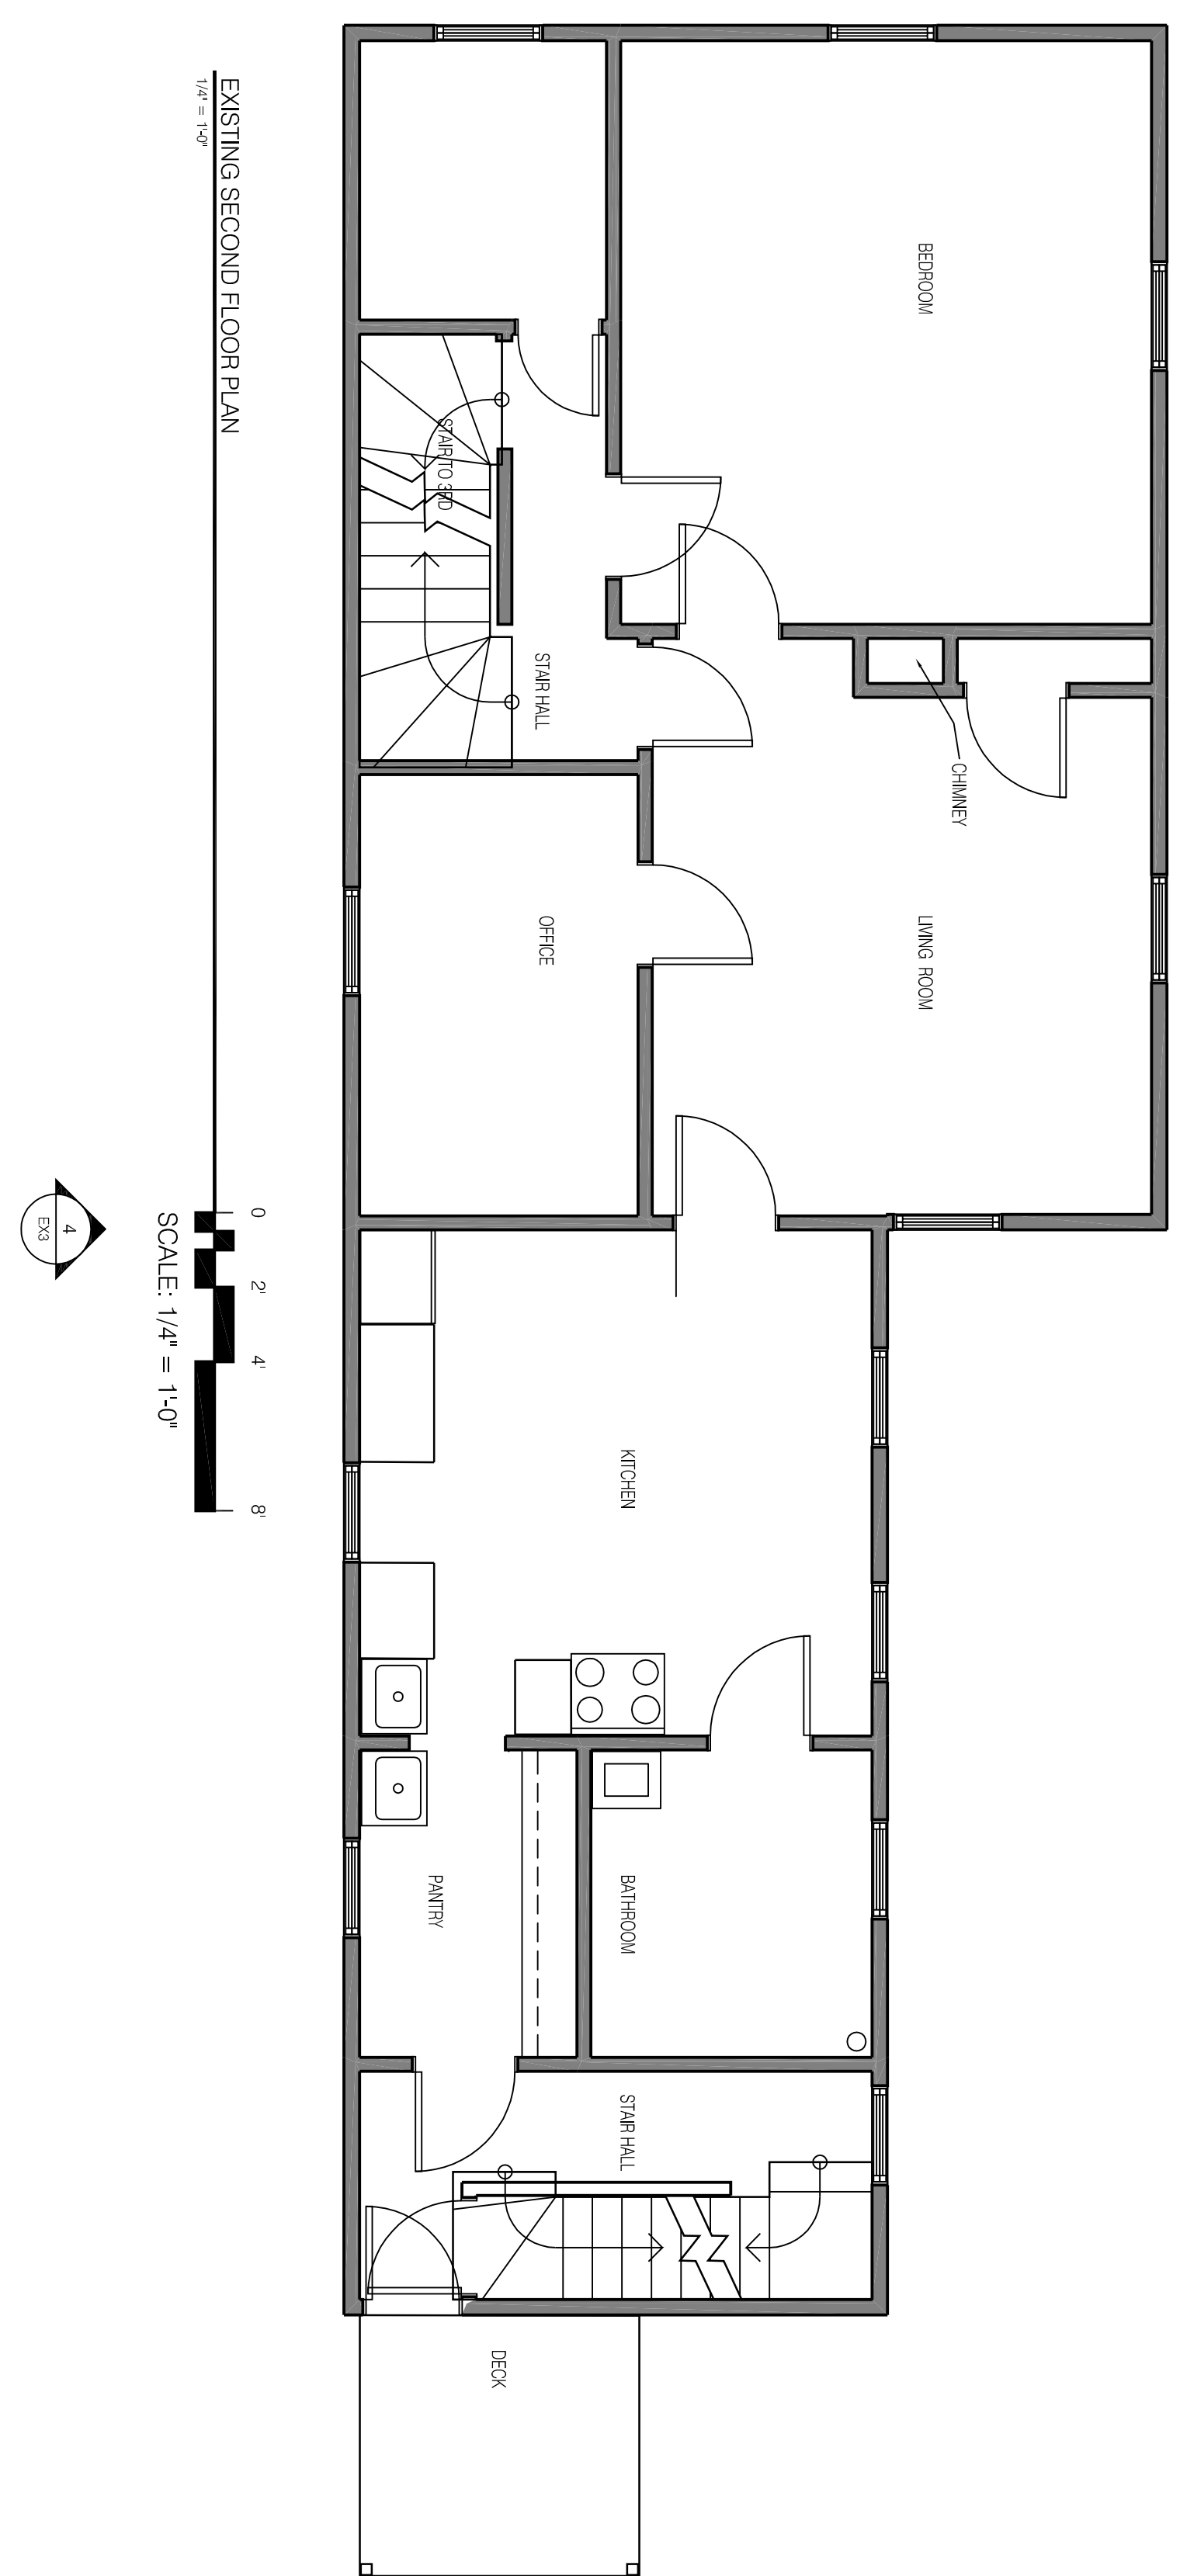 BEDROOM
STAIR TO 3RD
STAIR HALL
CHIMNEY
OFFICE
LIVING ROOM
KITCHEN
PANTRY
BATHROOM
STAIR HALL
DECK
EXISTING SECOND FLOOR PLAN
1/4" = 1'-0"
0 2' 4' 8'
SCALE: 1/4" = 1'-0"
4
EX3